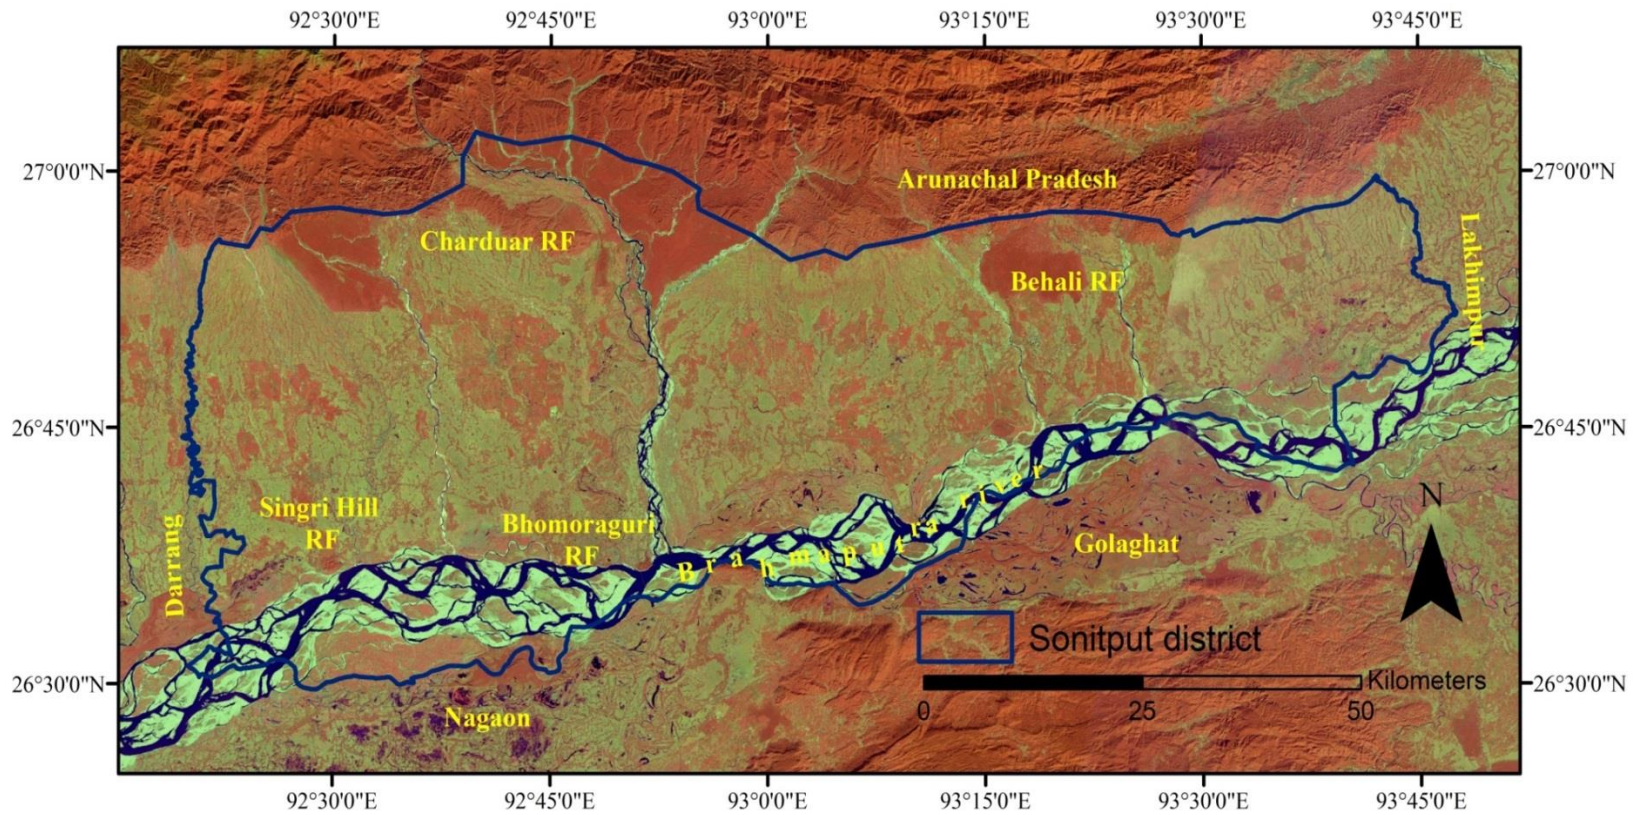 92°30'0"E 92°45'0"E 93°0'0"E 93°15'0"E 93°30'0"E 93°45'0"E
27°0'0"N 27°0'0"N
Arunachal Pradesh
Lakhimpur
Charduar RF
Behali RF
26°45'0"N 26°45'0"N
Singri Hill
RF
Bhomoraguri
RF
Darrang
Brahmaputra river
N
Golaghat
Sonitput district
26°30'0"N 26°30'0"N
Kilometers
0 25 50
Nagaon
92°30'0"E 92°45'0"E 93°0'0"E 93°15'0"E 93°30'0"E 93°45'0"E